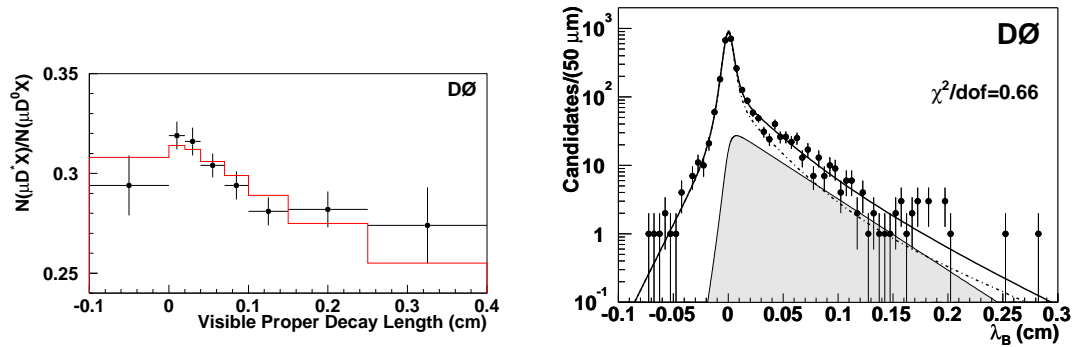 DØ
0.35
0.3
0.25
N(μD*X)/N(μD⁰X)
-0.1 0 0.1 0.2 0.3 0.4
Visible Proper Decay Length (cm)
DØ
χ²/dof=0.66
10³
10²
10
1
10⁻¹
Candidates/(50 μm)
-0.1 -0.05 0 0.05 0.1 0.15 0.2 0.25 0.3
λ_B (cm)